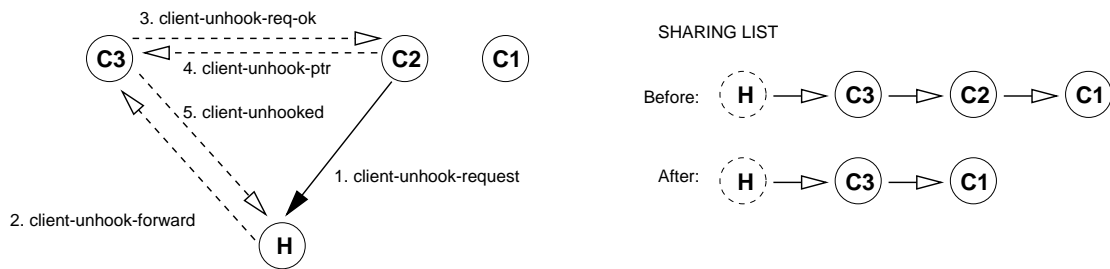 3. client-unhook-req-ok
C3
C2
C1
4. client-unhook-ptr
5. client-unhooked
1. client-unhook-request
2. client-unhook-forward
H
SHARING LIST
Before:
H
C3
C2
C1
After:
H
C3
C1